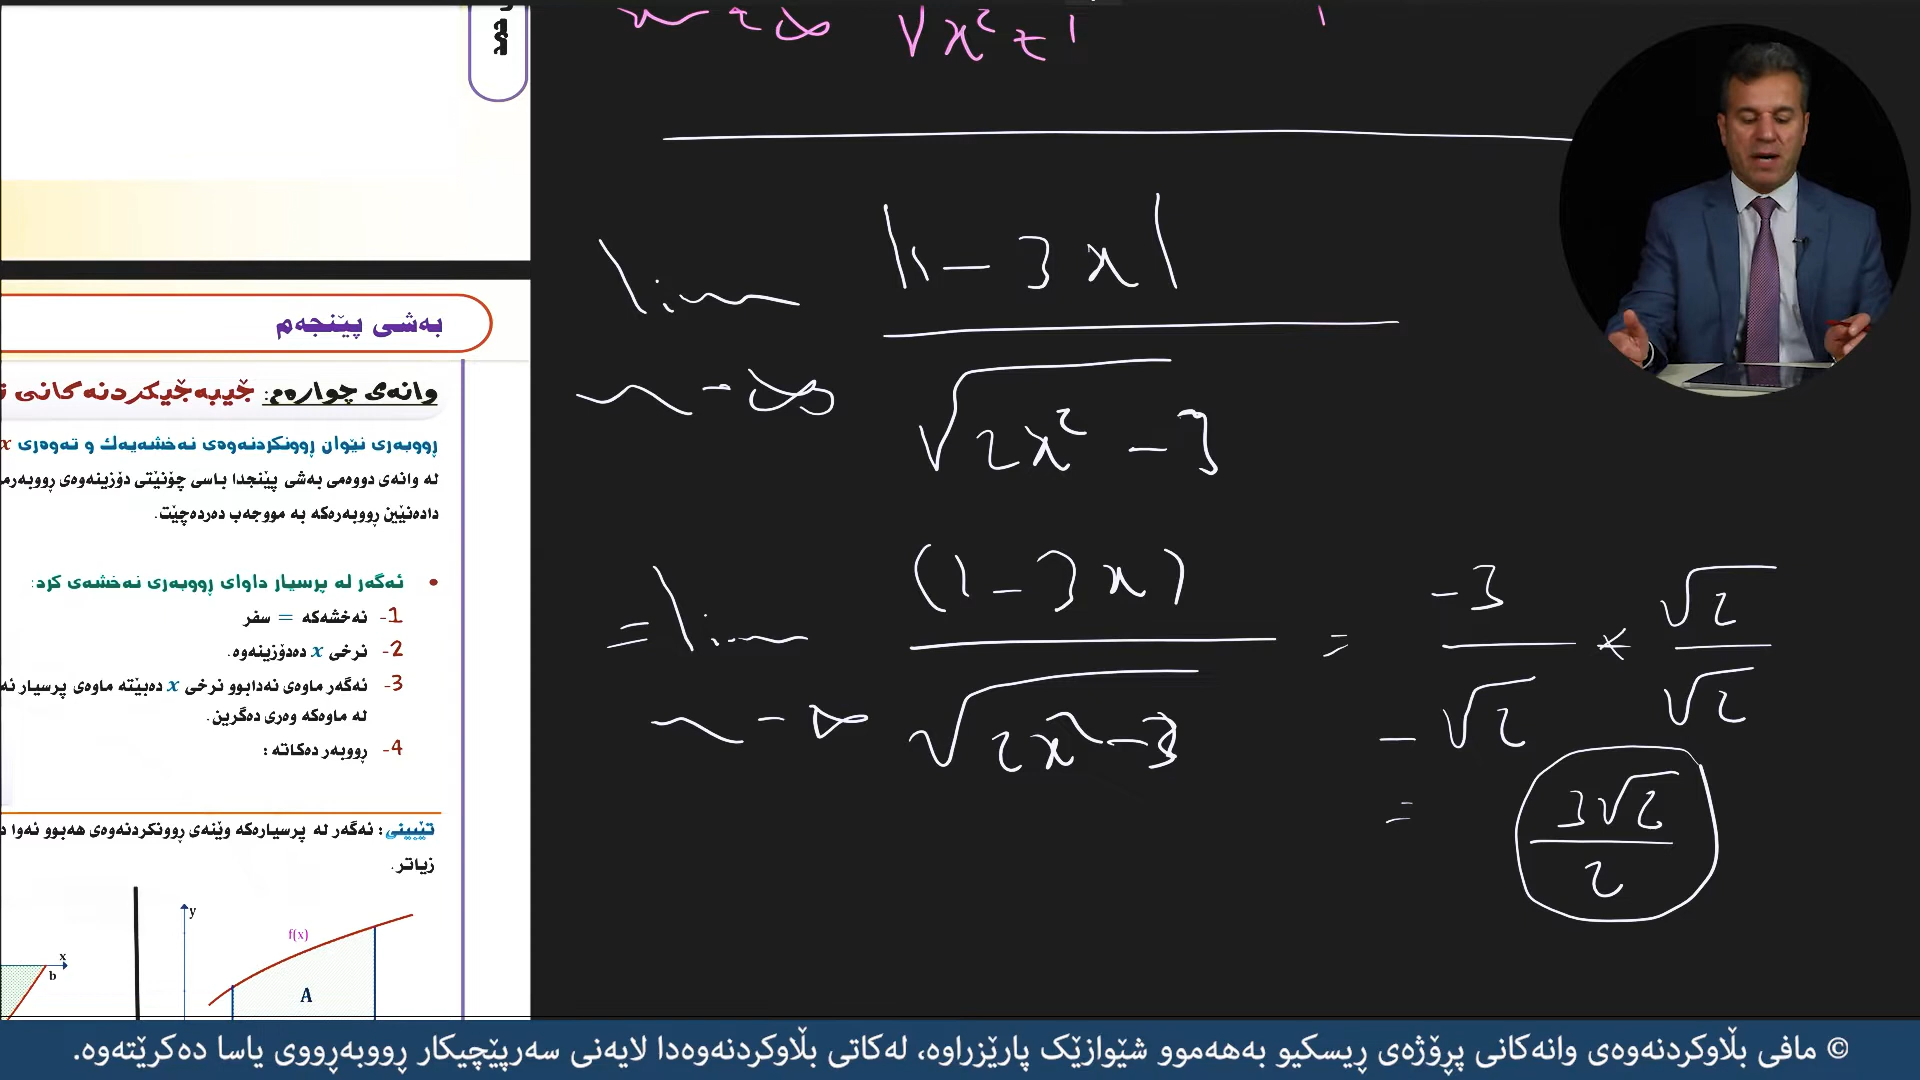 حمد
بەشی پێنجەم
وانەی چوارەم: جێبەجێکردنەکانی
ڕووبەری نێوان ڕوونکردنەوەی نەخشەیەك و تەوەری x
لە وانەی دووەمی بەشی پێنجدا باسی چۆنێتی دۆزینەوەی
دادەنێین ڕووبەرەکە بە مووجەب دەردەچێت.
• ئەگەر لە پرسیار داوای ڕووبەری نەخشەی کرد:
1- نەخشەکە = سفر
2- نرخی x دەدۆزینەوە.
3- ئەگەر ماوەی نەدابوو نرخی x دەبێتە ماوەی پرسیار
لە ماوەکە وەری دەگرین.
4- ڕووبەر دەکاتە :
تێبینی: ئەگەر لە پرسیارەکە وێنەی ڕوونکردنەوەی هەبوو ئەوا
زیاتر.
y
f(x)
A
x
b
√x² + 1
lim |1 - 3x|
x → -∞ √2x² - 3
= lim (1 - 3x) = -3 * √2
x → -∞ √2x² - 3 -√2 √2
= 3√2
2
© مافی بڵاوکردنەوەی وانەکانی پڕۆژەی ڕیسکیو بەهەموو شێوازێک پارێزراوە، لەکاتی بڵاوکردنەوەدا لایەنی سەرپێچیکار ڕووبەڕووی یاسا دەکرێتەوە.